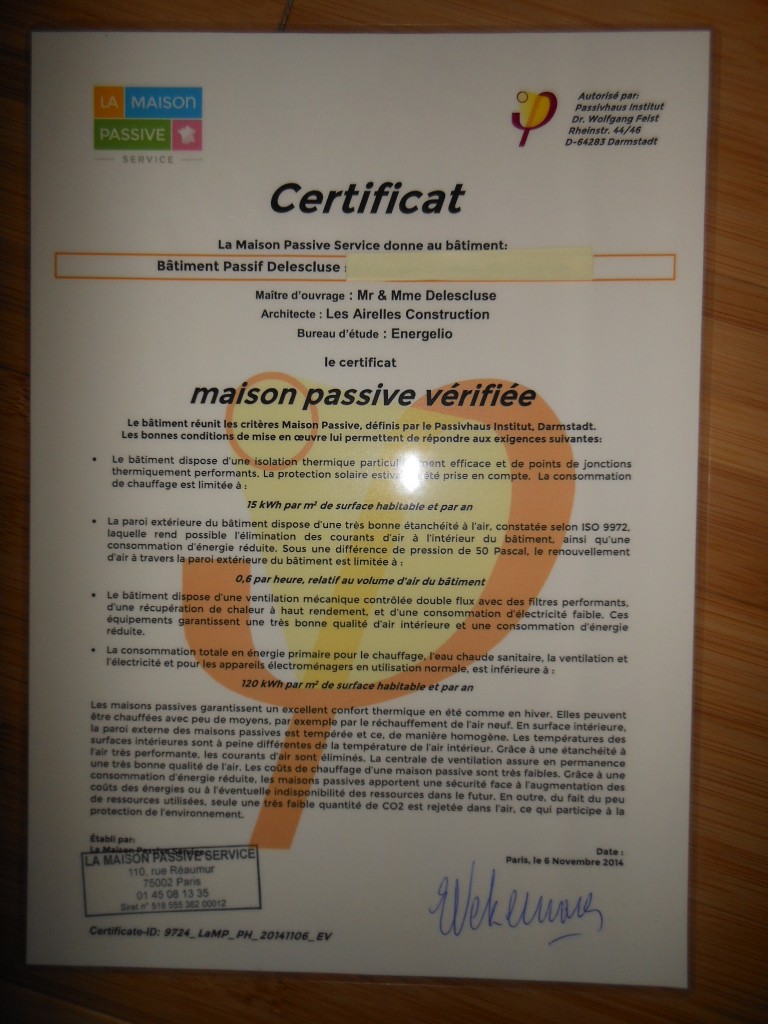 LA MAISON
PASSIVE
SERVICE
Autorisé par:
Passivhaus Institut
Dr. Wolfgang Feist
Rheinstr. 44/46
D-64283 Darmstadt
Certificat
La Maison Passive Service donne au bâtiment:
Bâtiment Passif Delescluse :
Maître d'ouvrage : Mr & Mme Delescluse
Architecte : Les Airelles Construction
Bureau d'étude : Energelio
le certificat
maison passive vérifiée
Le bâtiment réunit les critères Maison Passive, définis par le Passivhaus Institut, Darmstadt.
Les bonnes conditions de mise en œuvre lui permettent de répondre aux exigences suivantes:
• Le bâtiment dispose d'une isolation thermique particulièrement efficace et de points de jonctions
thermiquement performants. La protection solaire estivale a été prise en compte. La consommation
de chauffage est limitée à :
15 kWh par m² de surface habitable et par an
• La paroi extérieure du bâtiment dispose d'une très bonne étanchéité à l'air, constatée selon ISO 9972,
laquelle rend possible l'élimination des courants d'air à l'intérieur du bâtiment, ainsi qu'une
consommation d'énergie réduite. Sous une différence de pression de 50 Pascal, le renouvellement
d'air à travers la paroi extérieure du bâtiment est limitée à :
0,6 par heure, relatif au volume d'air du bâtiment
• Le bâtiment dispose d'une ventilation mécanique contrôlée double flux avec des filtres performants,
d'une récupération de chaleur à haut rendement, et d'une consommation d'électricité faible. Ces
équipements garantissent une très bonne qualité d'air intérieure et une consommation d'énergie
réduite.
• La consommation totale en énergie primaire pour le chauffage, l'eau chaude sanitaire, la ventilation et
l'électricité et pour les appareils électroménagers en utilisation normale, est inférieure à :
120 kWh par m² de surface habitable et par an
Les maisons passives garantissent un excellent confort thermique en été comme en hiver. Elles peuvent
être chauffées avec peu de moyens, par exemple par le réchauffement de l'air neuf. En surface intérieure,
la paroi externe des maisons passives est tempérée et ce, de manière homogène. Les températures des
surfaces intérieures sont à peine différentes de la température de l'air intérieur. Grâce à une étanchéité à
l'air très performante, les courants d'air sont éliminés. La centrale de ventilation assure en permanence
une très bonne qualité de l'air. Les coûts de chauffage d'une maison passive sont très faibles. Grâce à une
consommation d'énergie réduite, les maisons passives apportent une sécurité face à l'augmentation des
coûts des énergies ou à l'éventuelle indisponibilité des ressources dans le futur. En outre, du fait du peu
de ressources utilisées, seule une très faible quantité de CO2 est rejetée dans l'air, ce qui participe à la
protection de l'environnement.
Établi par:
La Maison Passive Service
LA MAISON PASSIVE SERVICE
110, rue Réaumur
75002 Paris
01 45 08 13 35
Siret n° 518 555 362 00012
Date :
Paris, le 6 Novembre 2014
Certificate-ID: 9724_LaMP_PH_20141106_EV